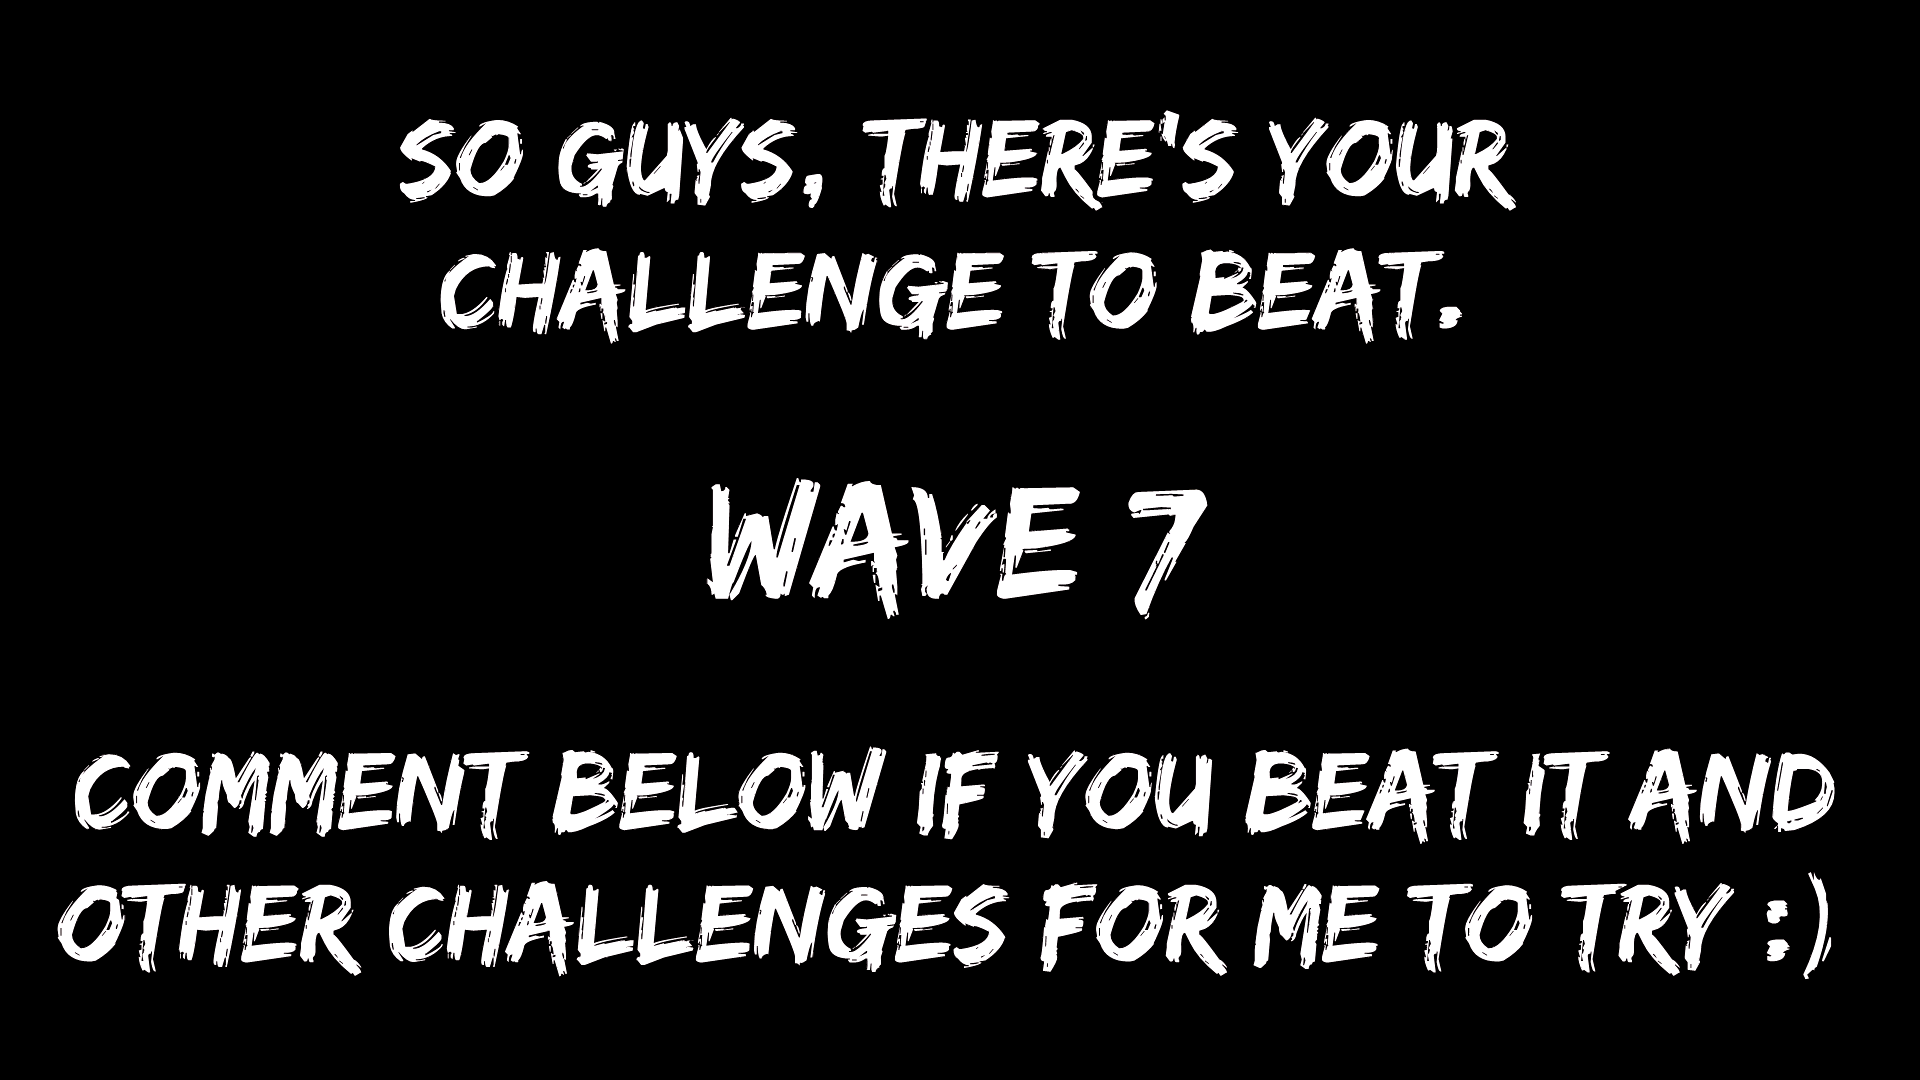 SO GUYS, THERE'S YOUR
CHALLENGE TO BEAT.
WAVE 7
COMMENT BELOW IF YOU BEAT IT AND
OTHER CHALLENGES FOR ME TO TRY :)